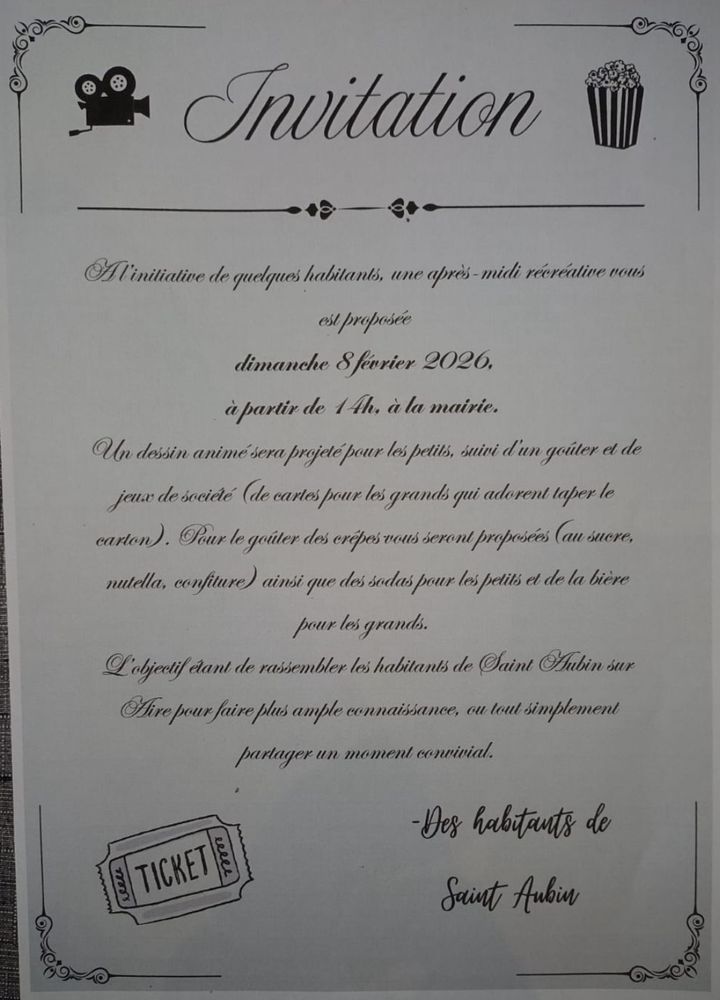 Invitation
A l'initiative de quelques habitants, une après-midi récréative vous
est proposée
dimanche 8 février 2026,
à partir de 14h, à la mairie.
Un dessin animé sera projeté pour les petits, suivi d'un goûter et de
jeux de société (de cartes pour les grands qui adorent taper le
carton). Pour le goûter des crêpes vous seront proposées (au sucre,
nutella, confiture) ainsi que des sodas pour les petits et de la bière
pour les grands.
L'objectif étant de rassembler les habitants de Saint Aubin sur
Aire pour faire plus ample connaissance, ou tout simplement
partager un moment convivial.
-Des habitants de
Saint Aubin
TICKET